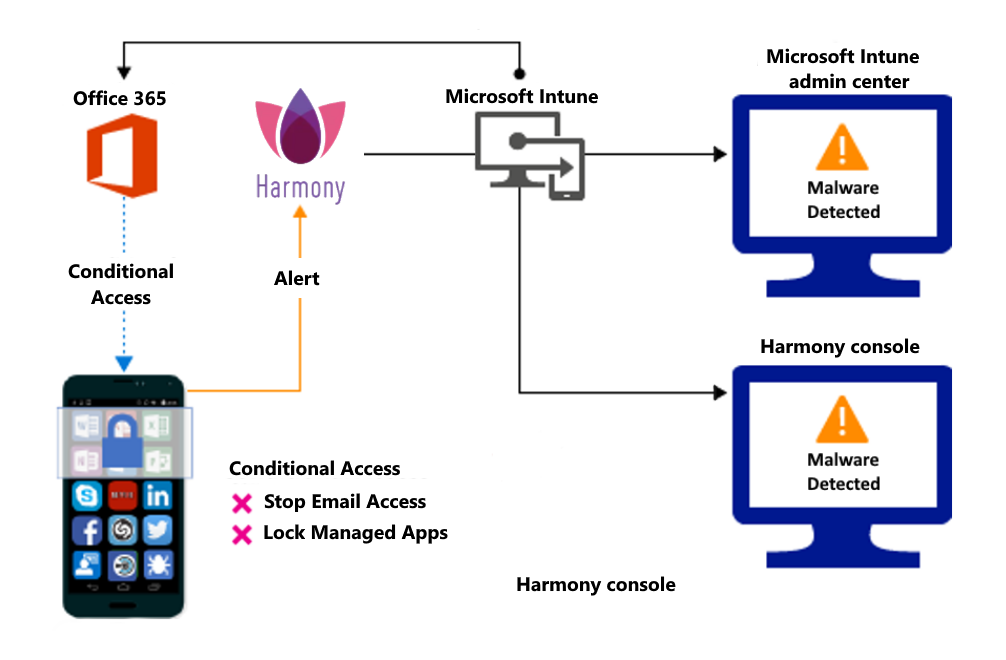 Microsoft Intune
admin center
Office 365
Microsoft Intune
Harmony
Malware
Detected
Conditional
Access
Alert
Harmony console
Malware
Detected
Conditional Access
Stop Email Access
Lock Managed Apps
Harmony console